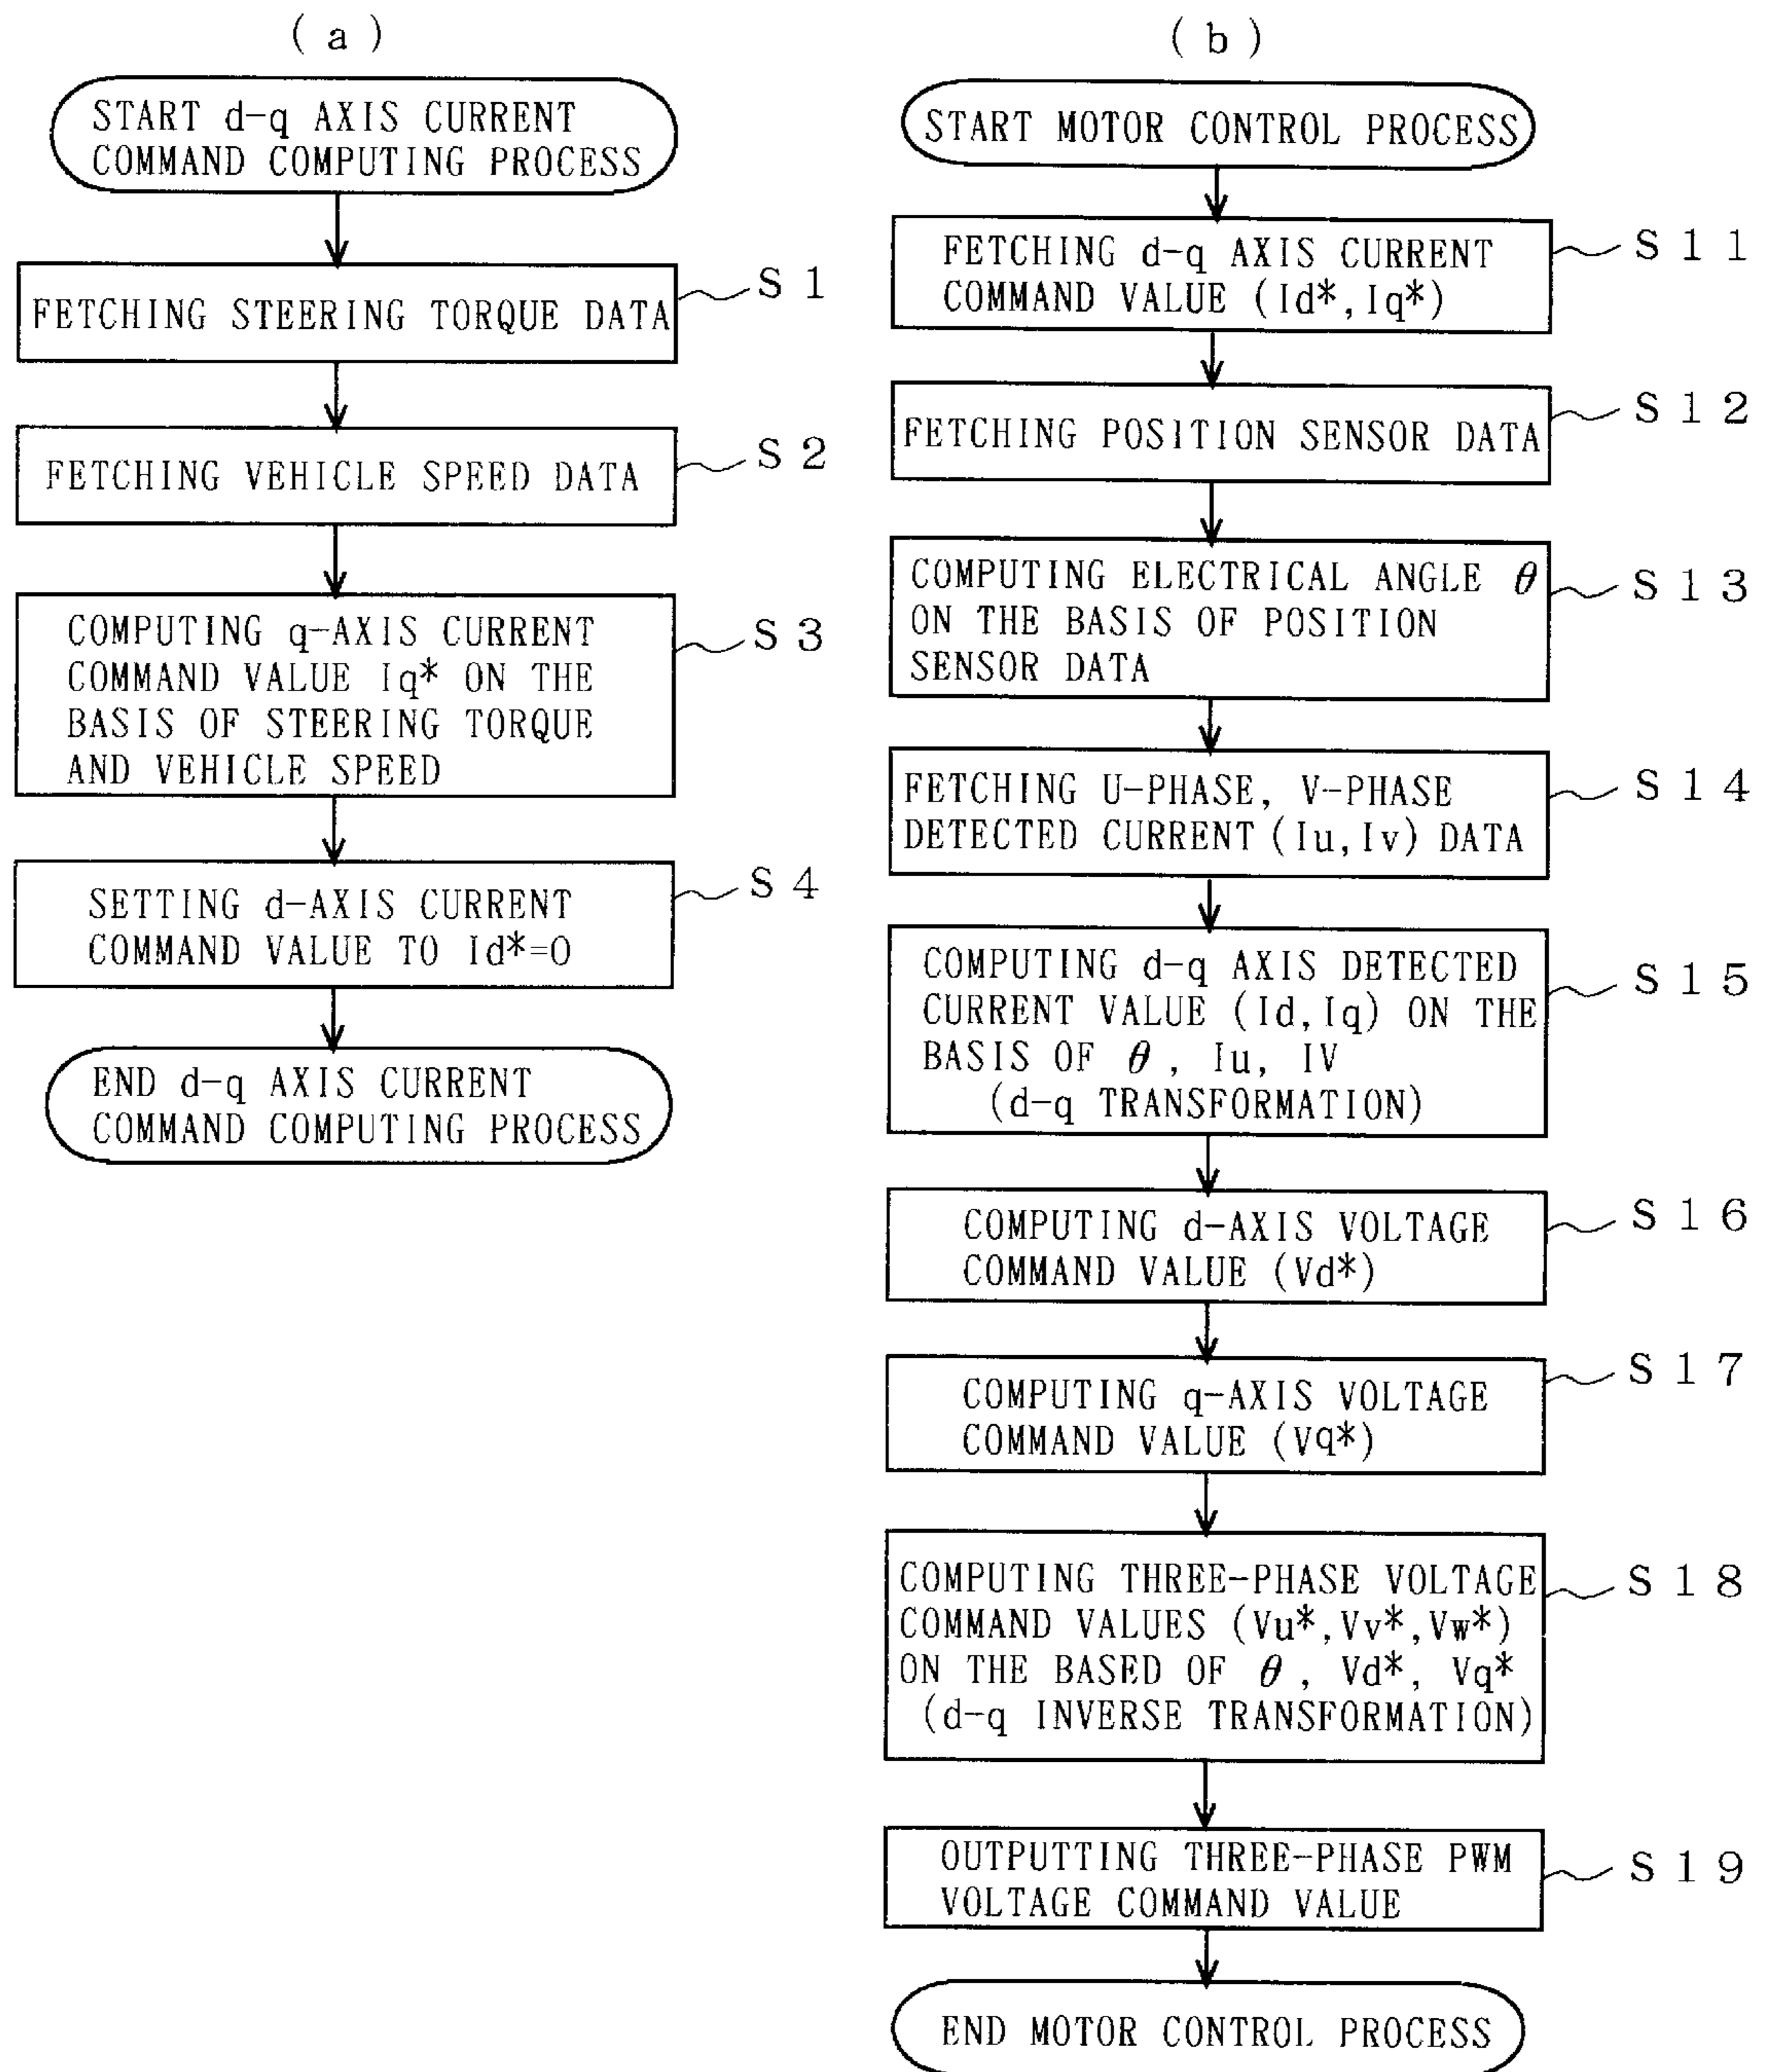 (a)
START d-q AXIS CURRENT
COMMAND COMPUTING PROCESS
FETCHING STEERING TORQUE DATA
S1
FETCHING VEHICLE SPEED DATA
S2
COMPUTING q-AXIS CURRENT
COMMAND VALUE Iq* ON THE
BASIS OF STEERING TORQUE
AND VEHICLE SPEED
S3
SETTING d-AXIS CURRENT
COMMAND VALUE TO Id*=0
S4
END d-q AXIS CURRENT
COMMAND COMPUTING PROCESS
(b)
START MOTOR CONTROL PROCESS
FETCHING d-q AXIS CURRENT
COMMAND VALUE (Id*,Iq*)
S11
FETCHING POSITION SENSOR DATA
S12
COMPUTING ELECTRICAL ANGLE θ
ON THE BASIS OF POSITION
SENSOR DATA
S13
FETCHING U-PHASE, V-PHASE
DETECTED CURRENT (Iu,Iv) DATA
S14
COMPUTING d-q AXIS DETECTED
CURRENT VALUE (Id,Iq) ON THE
BASIS OF θ, Iu, IV
(d-q TRANSFORMATION)
S15
COMPUTING d-AXIS VOLTAGE
COMMAND VALUE (Vd*)
S16
COMPUTING q-AXIS VOLTAGE
COMMAND VALUE (Vq*)
S17
COMPUTING THREE-PHASE VOLTAGE
COMMAND VALUES (Vu*,Vv*,Vw*)
ON THE BASED OF θ, Vd*, Vq*
(d-q INVERSE TRANSFORMATION)
S18
OUTPUTTING THREE-PHASE PWM
VOLTAGE COMMAND VALUE
S19
END MOTOR CONTROL PROCESS